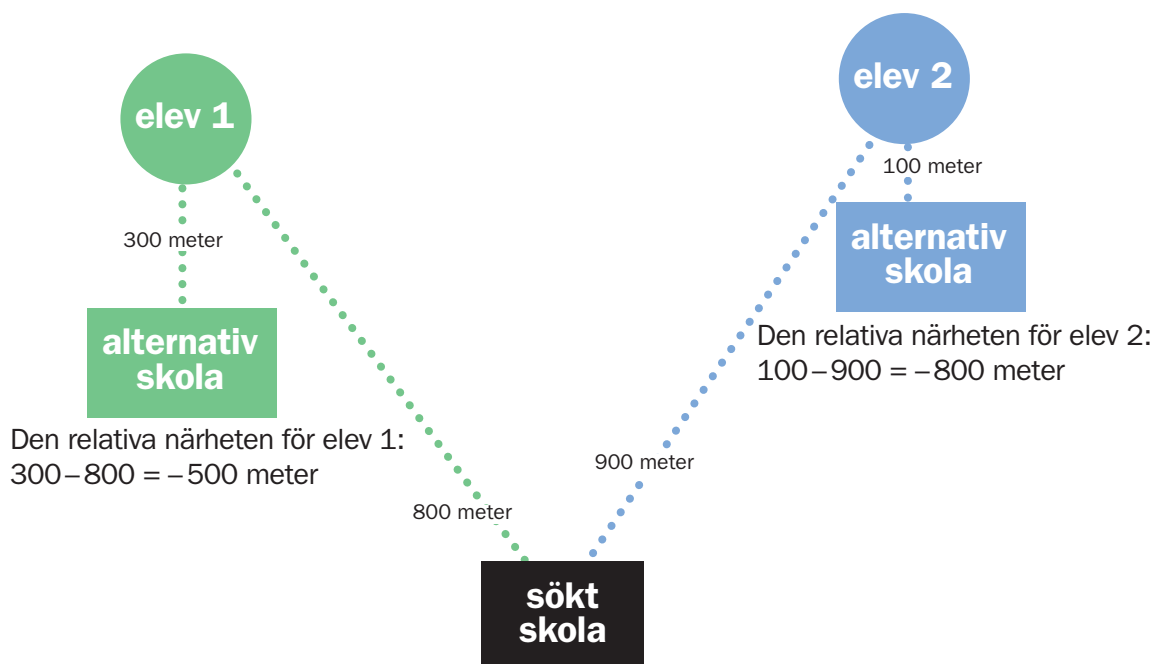 elev 1
300 meter
alternativ
skola
Den relativa närheten för elev 1:
300–800 = –500 meter
800 meter
elev 2
100 meter
alternativ
skola
Den relativa närheten för elev 2:
100–900 = –800 meter
900 meter
sökt
skola